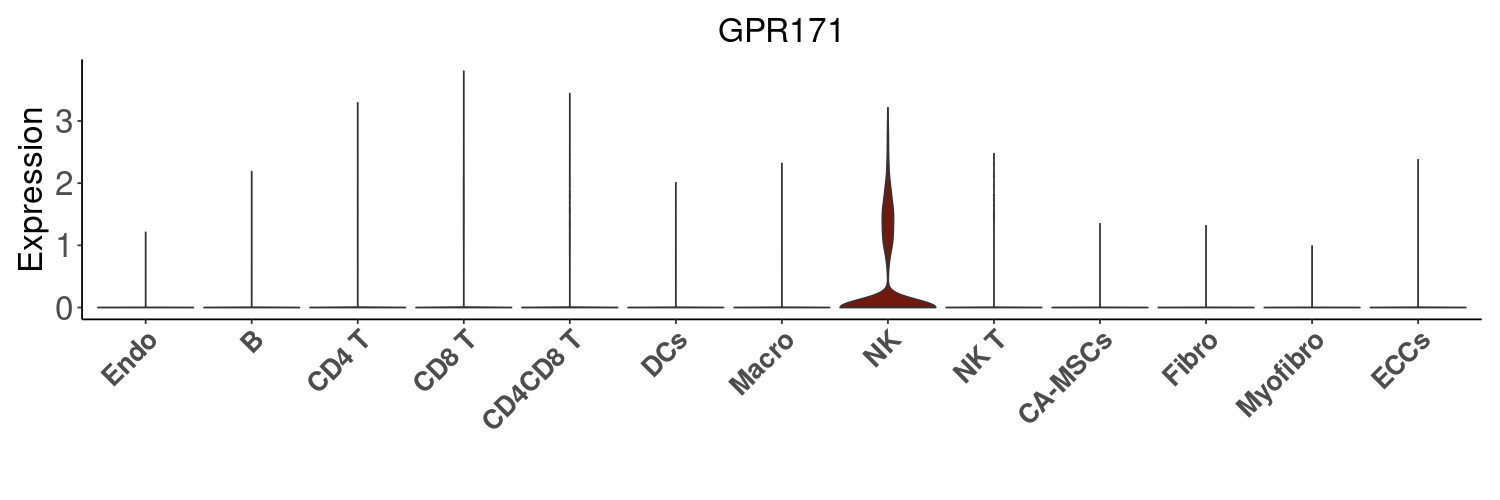 GPR171
Expression
3
2
1
0
Endo
B
CD4 T
CD8 T
CD4CD8 T
DCs
Macro
NK
NK T
CA-MSCs
Fibro
Myofibro
ECCs